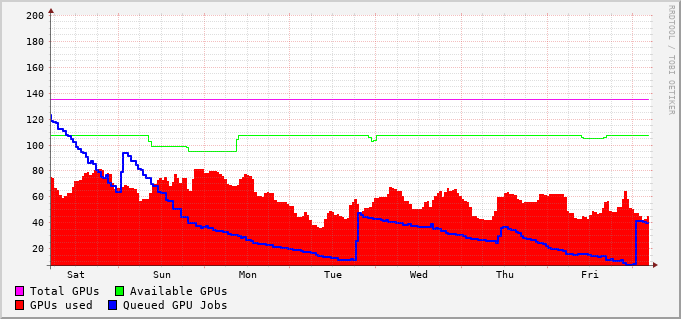 200
180
160
140
120
100
80
60
40
20
Sat Sun Mon Tue Wed Thu Fri
Total GPUs Available GPUs
GPUs used Queued GPU Jobs
RRDTOOL / TOBI OETIKER